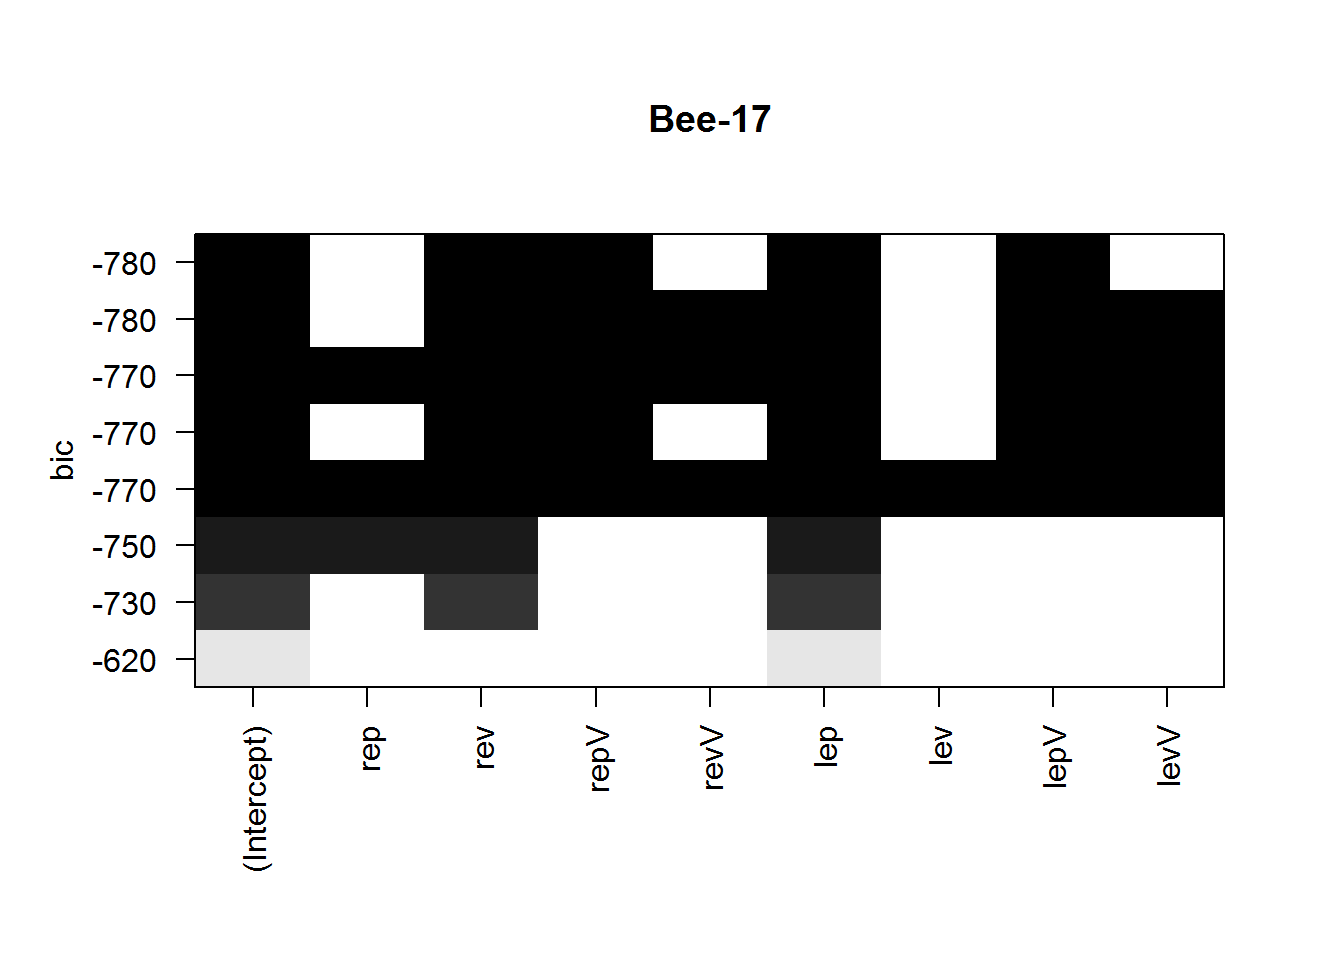 Bee-17
bic
-780
-780
-770
-770
-770
-750
-730
-620
(Intercept)
rep
rev
repV
revV
lep
lev
lepV
levV